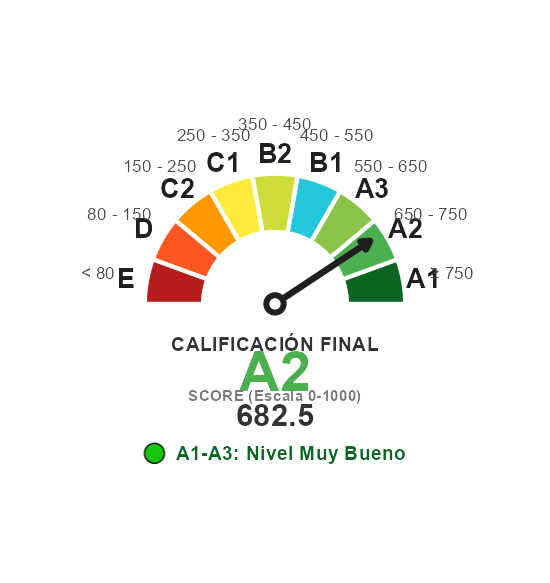 350 - 450
250 - 350
450 - 550
B2
C1
B1
150 - 250
550 - 650
C2
A3
80 - 150
650 - 750
D
A2
< 80
E
A1
≥ 750
CALIFICACIÓN FINAL
A2
SCORE (Escala 0-1000)
682.5
A1-A3: Nivel Muy Bueno